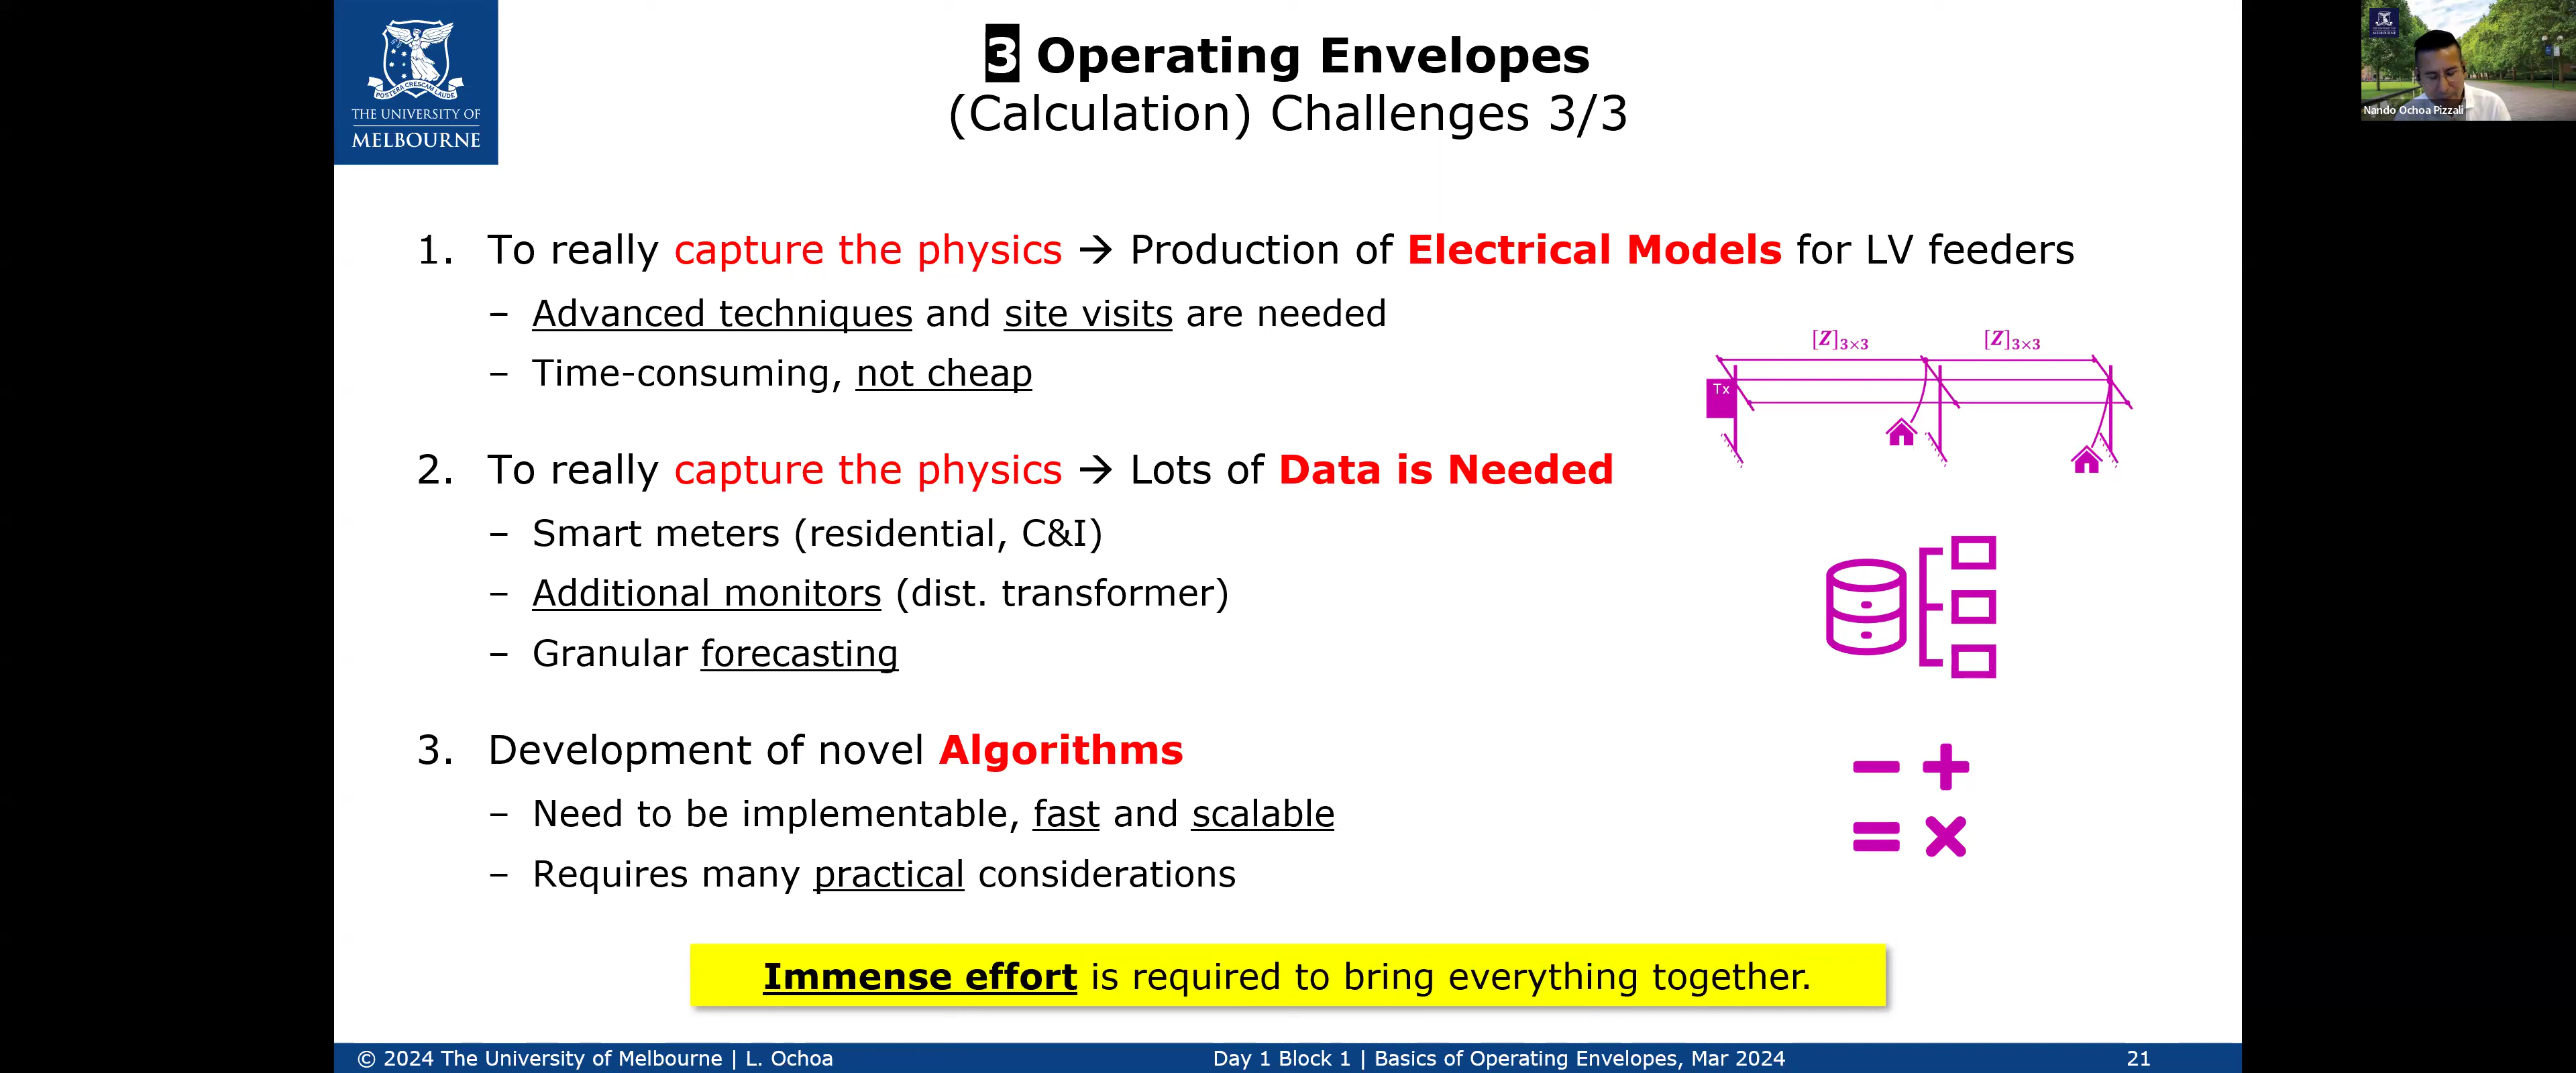 3 Operating Envelopes
(Calculation) Challenges 3/3
POSTERA CRESCAM LAUDE
THE UNIVERSITY OF
MELBOURNE
Nando Ochoa Pizzali
1. To really capture the physics → Production of Electrical Models for LV feeders
– Advanced techniques and site visits are needed
– Time-consuming, not cheap
[Z]3×3 [Z]3×3
Tx
2. To really capture the physics → Lots of Data is Needed
– Smart meters (residential, C&I)
– Additional monitors (dist. transformer)
– Granular forecasting
3. Development of novel Algorithms
– Need to be implementable, fast and scalable
– Requires many practical considerations
− +
= ×
Immense effort is required to bring everything together.
© 2024 The University of Melbourne | L. Ochoa Day 1 Block 1 | Basics of Operating Envelopes, Mar 2024 21